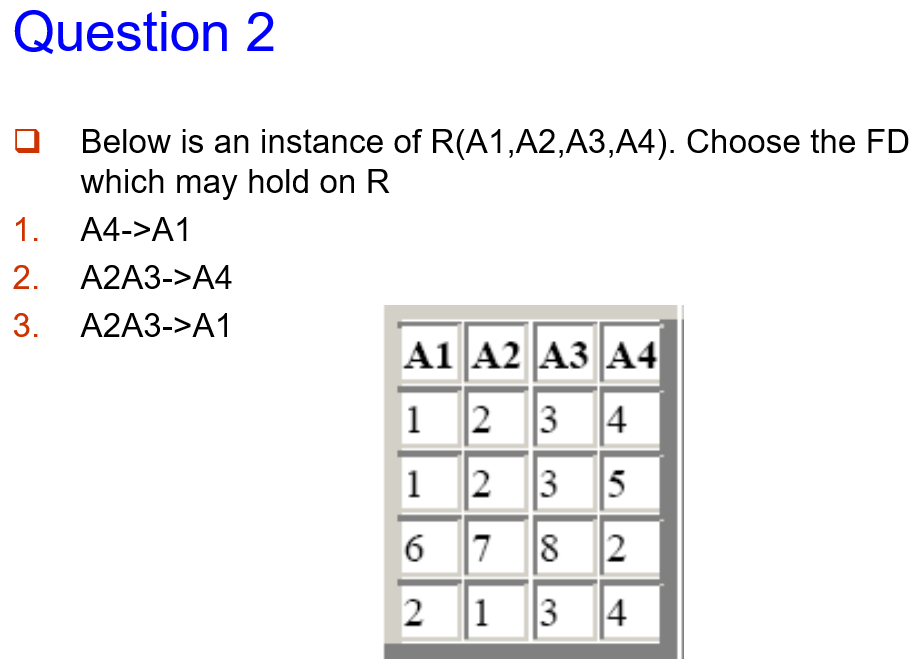 Question 2
Below is an instance of R(A1,A2,A3,A4). Choose the FD
which may hold on R
1. A4->A1
2. A2A3->A4
3. A2A3->A1
A1 A2 A3 A4
1 2 3 4
1 2 3 5
6 7 8 2
2 1 3 4